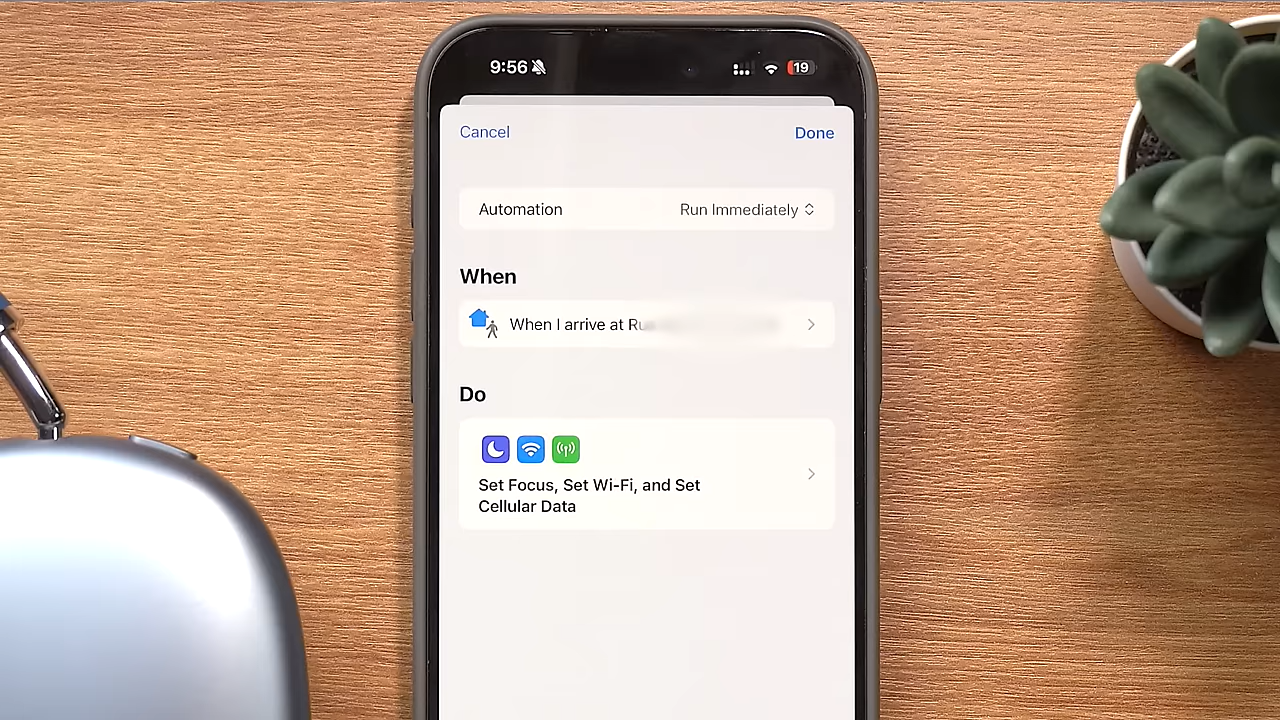 9:56
19
Cancel
Done
Automation
Run Immediately
When
When I arrive at
Do
Set Focus, Set Wi-Fi, and Set
Cellular Data